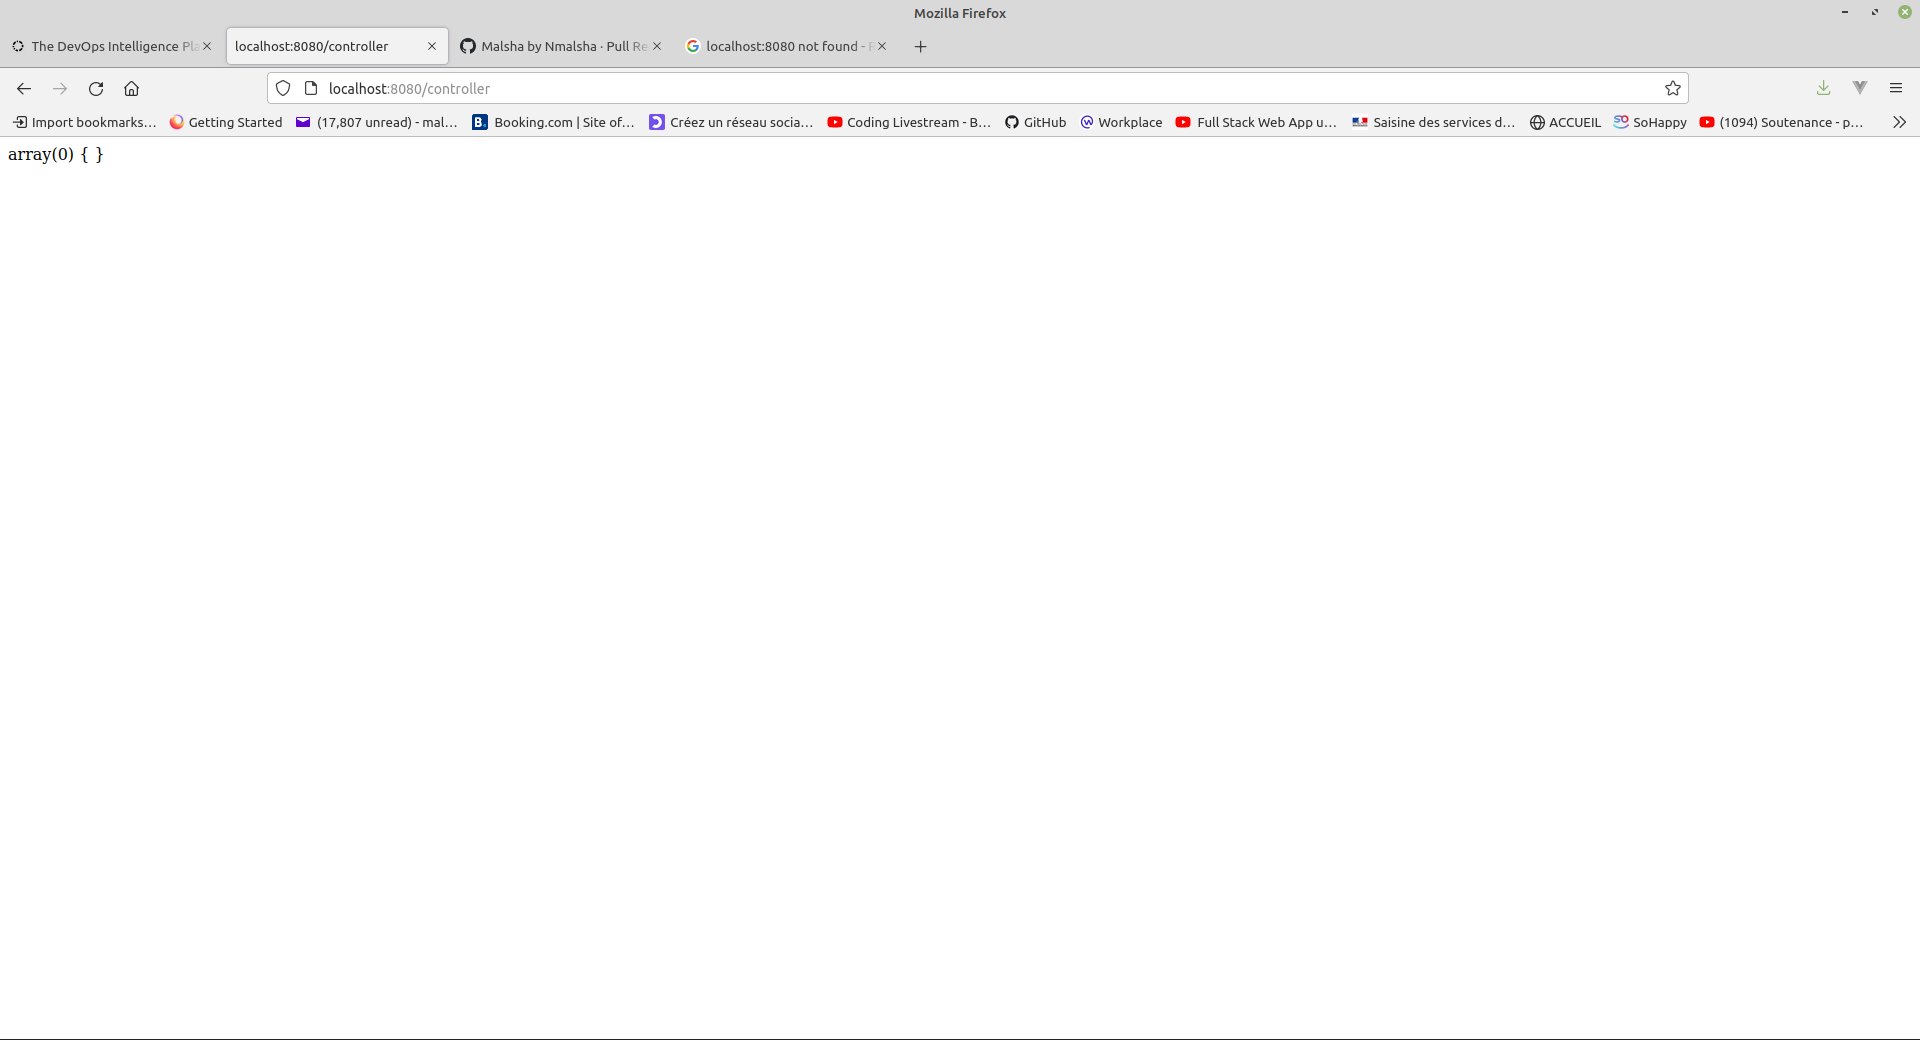 Mozilla Firefox
The DevOps Intelligence Pla
localhost:8080/controller
Malsha by Nmalsha · Pull Re
localhost:8080 not found -
localhost:8080/controller
Import bookmarks…
Getting Started
(17,807 unread) - mal…
B.
Booking.com | Site of…
Créez un réseau socia…
Coding Livestream - B…
GitHub
Workplace
Full Stack Web App u…
Saisine des services d…
ACCUEIL
SoHappy
(1094) Soutenance - p…
array(0) { }